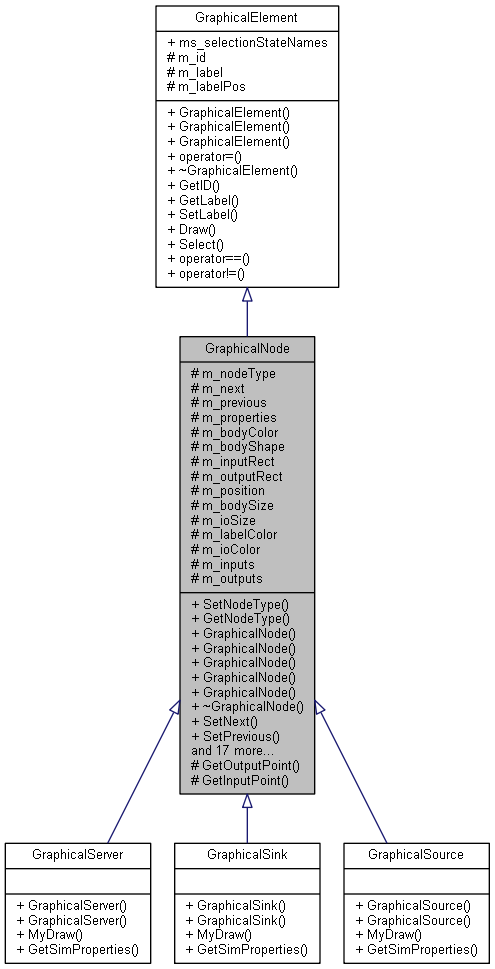 GraphicalElement
+ ms_selectionStateNames
# m_id
# m_label
# m_labelPos
+ GraphicalElement()
+ GraphicalElement()
+ GraphicalElement()
+ operator=()
+ ~GraphicalElement()
+ GetID()
+ GetLabel()
+ SetLabel()
+ Draw()
+ Select()
+ operator==()
+ operator!=()
GraphicalNode
# m_nodeType
# m_next
# m_previous
# m_properties
# m_bodyColor
# m_bodyShape
# m_inputRect
# m_outputRect
# m_position
# m_bodySize
# m_ioSize
# m_labelColor
# m_ioColor
# m_inputs
# m_outputs
+ SetNodeType()
+ GetNodeType()
+ GraphicalNode()
+ GraphicalNode()
+ GraphicalNode()
+ GraphicalNode()
+ GraphicalNode()
+ ~GraphicalNode()
+ SetNext()
+ SetPrevious()
and 17 more...
# GetOutputPoint()
# GetInputPoint()
GraphicalServer
+ GraphicalServer()
+ GraphicalServer()
+ MyDraw()
+ GetSimProperties()
GraphicalSink
+ GraphicalSink()
+ GraphicalSink()
+ MyDraw()
+ GetSimProperties()
GraphicalSource
+ GraphicalSource()
+ GraphicalSource()
+ MyDraw()
+ GetSimProperties()